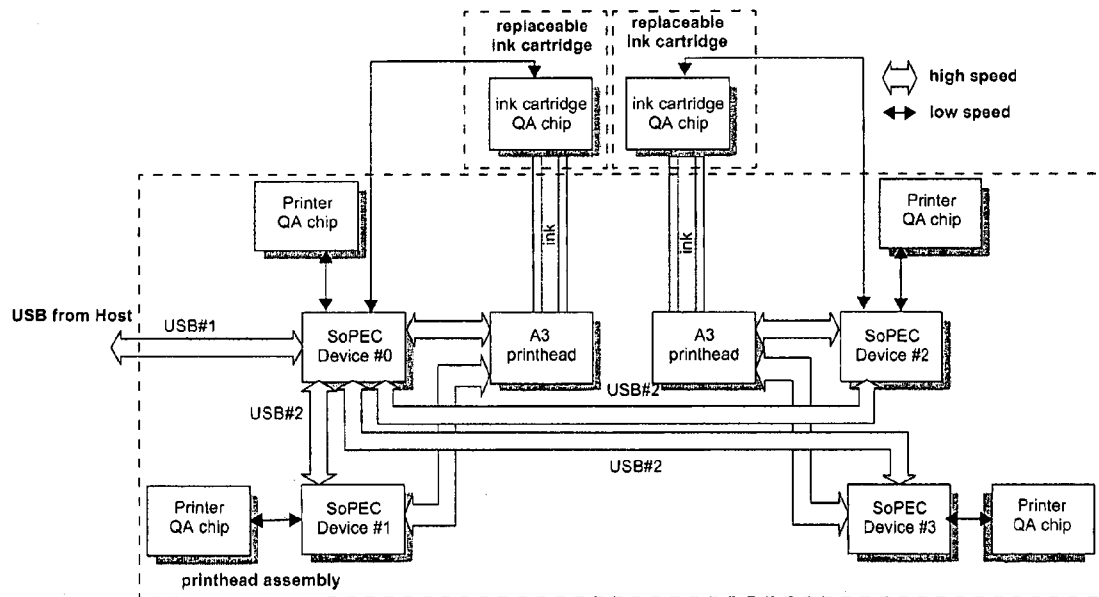 replaceable
ink cartridge
replaceable
ink cartridge
ink cartridge
QA chip
ink cartridge
QA chip
high speed
low speed
Printer
QA chip
Printer
QA chip
ink
ink
USB from Host
USB#1
SoPEC
Device #0
A3
printhead
A3
printhead
SoPEC
Device #2
USB#2
USB#2
USB#2
Printer
QA chip
SoPEC
Device #1
SoPEC
Device #3
Printer
QA chip
printhead assembly